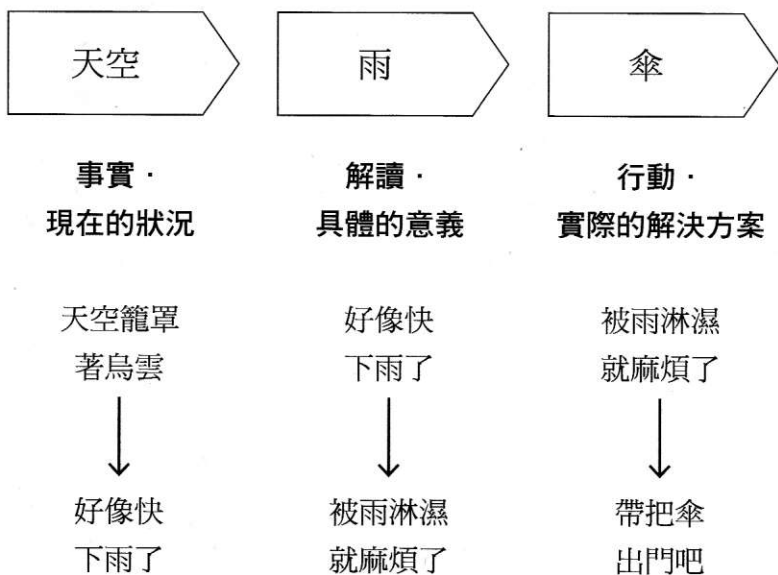 天空
雨
傘
事實·
現在的狀況
解讀·
具體的意義
行動·
實際的解決方案
天空籠罩
著烏雲
好像快
下雨了
好像快
下雨了
被雨淋濕
就麻煩了
被雨淋濕
就麻煩了
帶把傘
出門吧